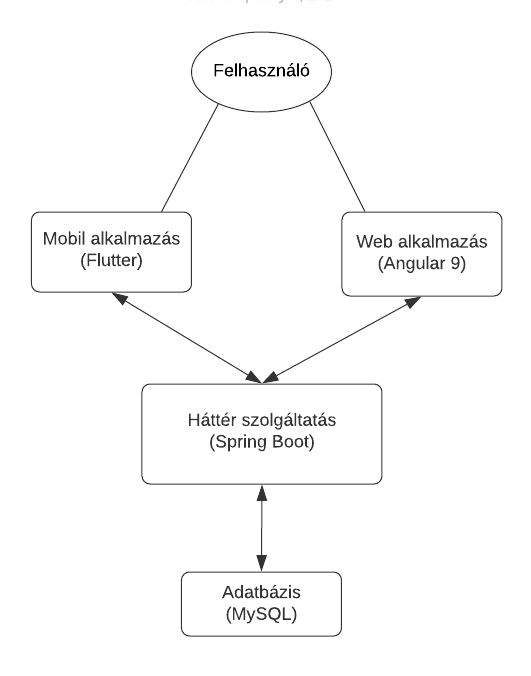 Felhasználó
Mobil alkalmazás
(Flutter)
Web alkalmazás
(Angular 9)
Háttér szolgáltatás
(Spring Boot)
Adatbázis
(MySQL)